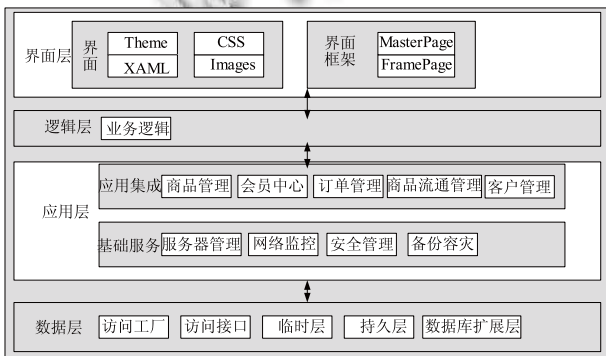 界面层
界面
Theme
CSS
XAML
Images
界面框架
MasterPage
FramePage
逻辑层
业务逻辑
应用层
应用集成
商品管理
会员中心
订单管理
商品流通管理
客户管理
基础服务
服务器管理
网络监控
安全管理
备份容灾
数据层
访问工厂
访问接口
临时层
持久层
数据库扩展层